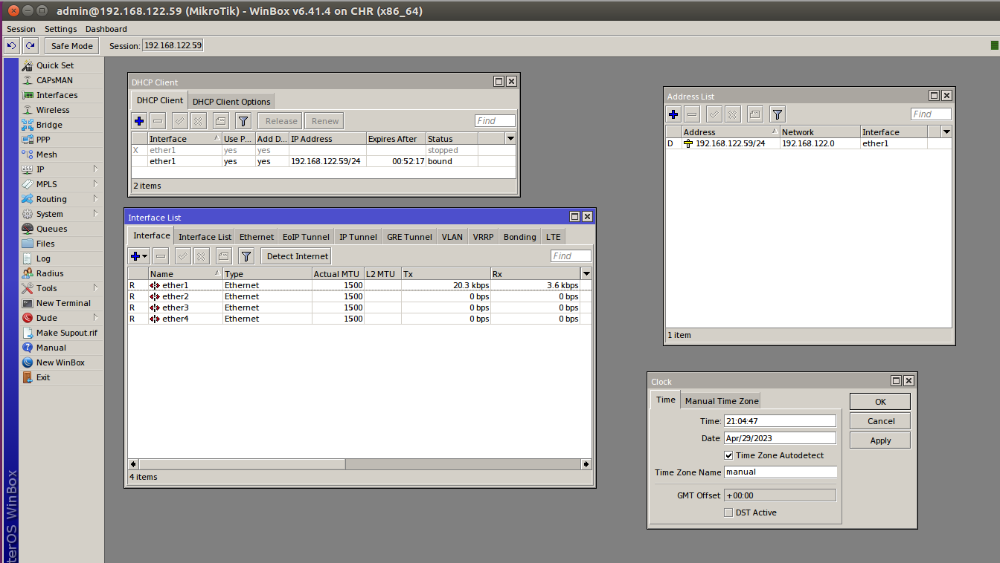 admin@192.168.122.59 (MikroTik) - WinBox v6.41.4 on CHR (x86_64)
Session Settings Dashboard
Safe Mode Session: 192.168.122.59
Quick Set
CAPsMAN
Interfaces
Wireless
Bridge
PPP
Mesh
IP
MPLS
Routing
System
Queues
Files
Log
Radius
Tools
New Terminal
Dude
Make Supout.rif
Manual
New WinBox
Exit
terOS WinBox
DHCP Client
DHCP Client DHCP Client Options
Release Renew Find
Interface Use P... Add D... IP Address Expires After Status
X ether1 yes yes stopped
ether1 yes yes 192.168.122.59/24 00:52:17 bound
2 items
Interface List
Interface Interface List Ethernet EoIP Tunnel IP Tunnel GRE Tunnel VLAN VRRP Bonding LTE
Detect Internet Find
Name Type Actual MTU L2 MTU Tx Rx
R ether1 Ethernet 1500 20.3 kbps 3.6 kbps
R ether2 Ethernet 1500 0 bps 0 bps
R ether3 Ethernet 1500 0 bps 0 bps
R ether4 Ethernet 1500 0 bps 0 bps
4 items
Address List
Find
Address Network Interface
D 192.168.122.59/24 192.168.122.0 ether1
1 item
Clock
Time Manual Time Zone
Time: 21:04:47
Date Apr/29/2023
Time Zone Autodetect
Time Zone Name manual
GMT Offset +00:00
DST Active
OK
Cancel
Apply